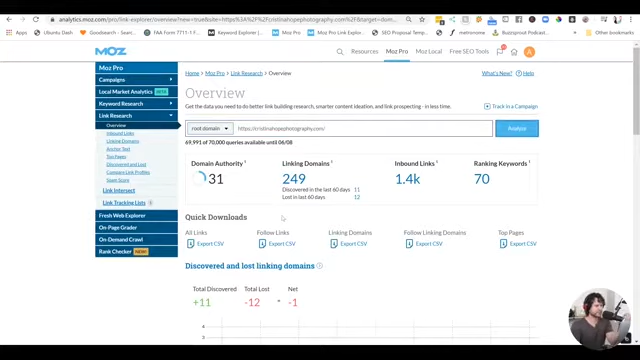 analytics.moz.com/pro/link-explorer/overview?new=true&site=https%3A%2F%2Fcristinahopephotography.com%2F&target=dom...
Apps
Ubuntu Dash
Goodsearch
FAA Form 7711-1
Keyword Explorer |
Moz Pro
Moz Pro Link Explor
SEO Proposal Temp
metronome
Buzzsprout Podcast
MOZ
Resources
Moz Pro
Moz Local
Free SEO Tools
Moz Pro
Campaigns
Local Market Analytics BETA
Keyword Research
Link Research
Overview
Inbound Links
Linking Domains
Anchor Text
Top Pages
Discovered and Lost
Compare Link Profiles
Spam Score
Link Intersect
Link Tracking Lists
Fresh Web Explorer
On-Page Grader
On-Demand Crawl
Rank Checker NEW!
Home > Moz Pro > Link Research > Overview
What's New? Help
Overview
Get the data you need to do better link building research, smarter content ideation, and link prospecting - in less time.
Track in a Campaign
root domain
https://cristinahopephotography.com/
Analyze
69,991 of 70,000 queries available until 06/08
Domain Authority
31
Linking Domains
249
Discovered in the last 60 days 11
Lost in last 60 days 12
Inbound Links
1.4k
Ranking Keywords
70
Quick Downloads
All Links
Follow Links
Linking Domains
Follow Linking Domains
Top Pages
Export CSV
Export CSV
Export CSV
Export CSV
Export CSV
Discovered and lost linking domains
Total Discovered
Total Lost
Net
+11
-12
=
-1
4
3